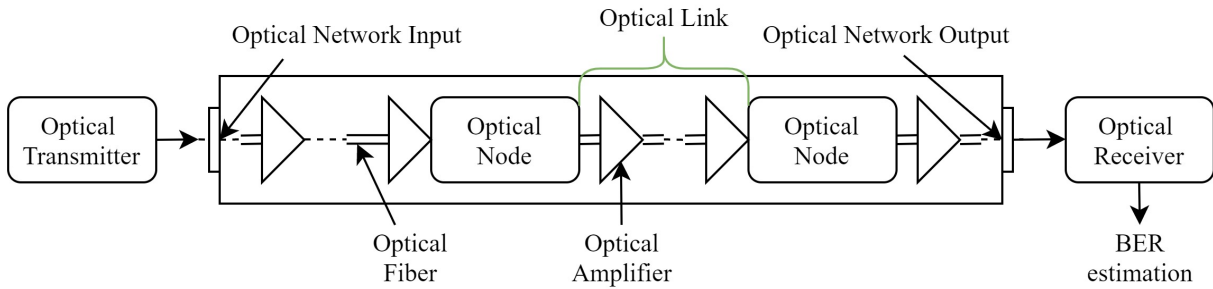 Optical Link
Optical Network Input
Optical Network Output
Optical
Transmitter
Optical
Node
Optical
Node
Optical
Receiver
Optical
Fiber
Optical
Amplifier
BER
estimation